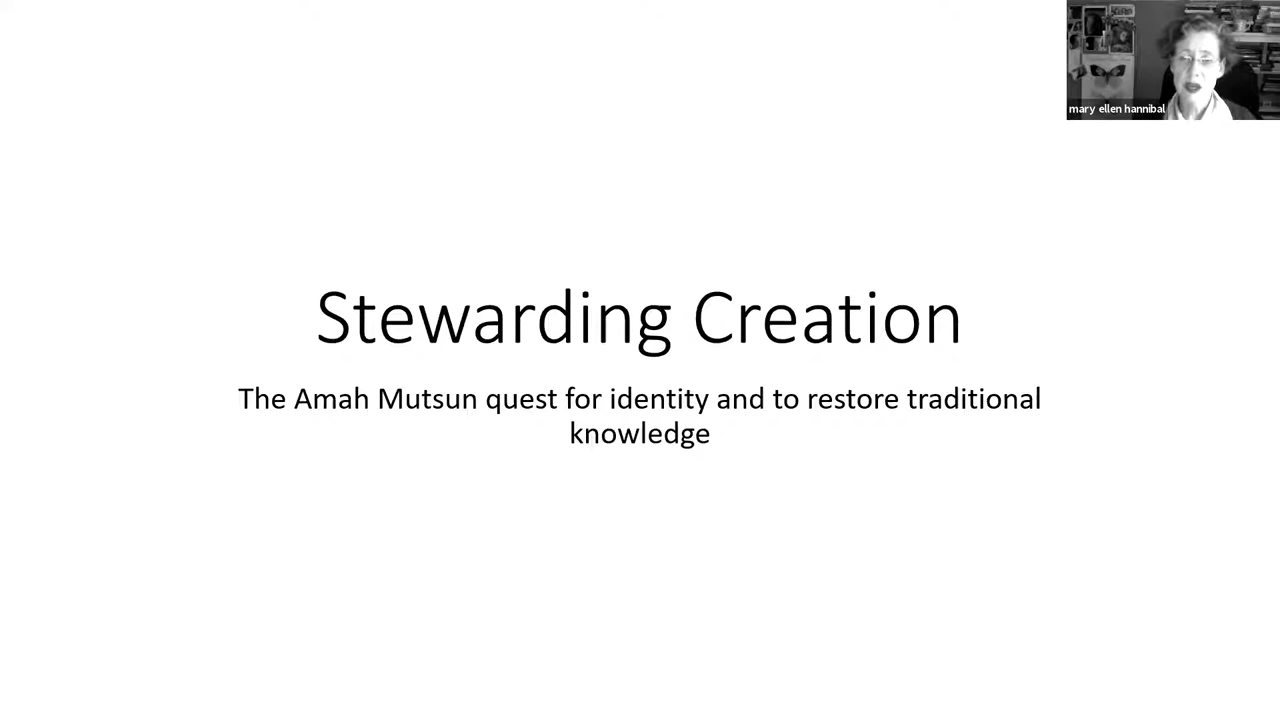 mary ellen hannibal
Stewarding Creation
The Amah Mutsun quest for identity and to restore traditional
knowledge